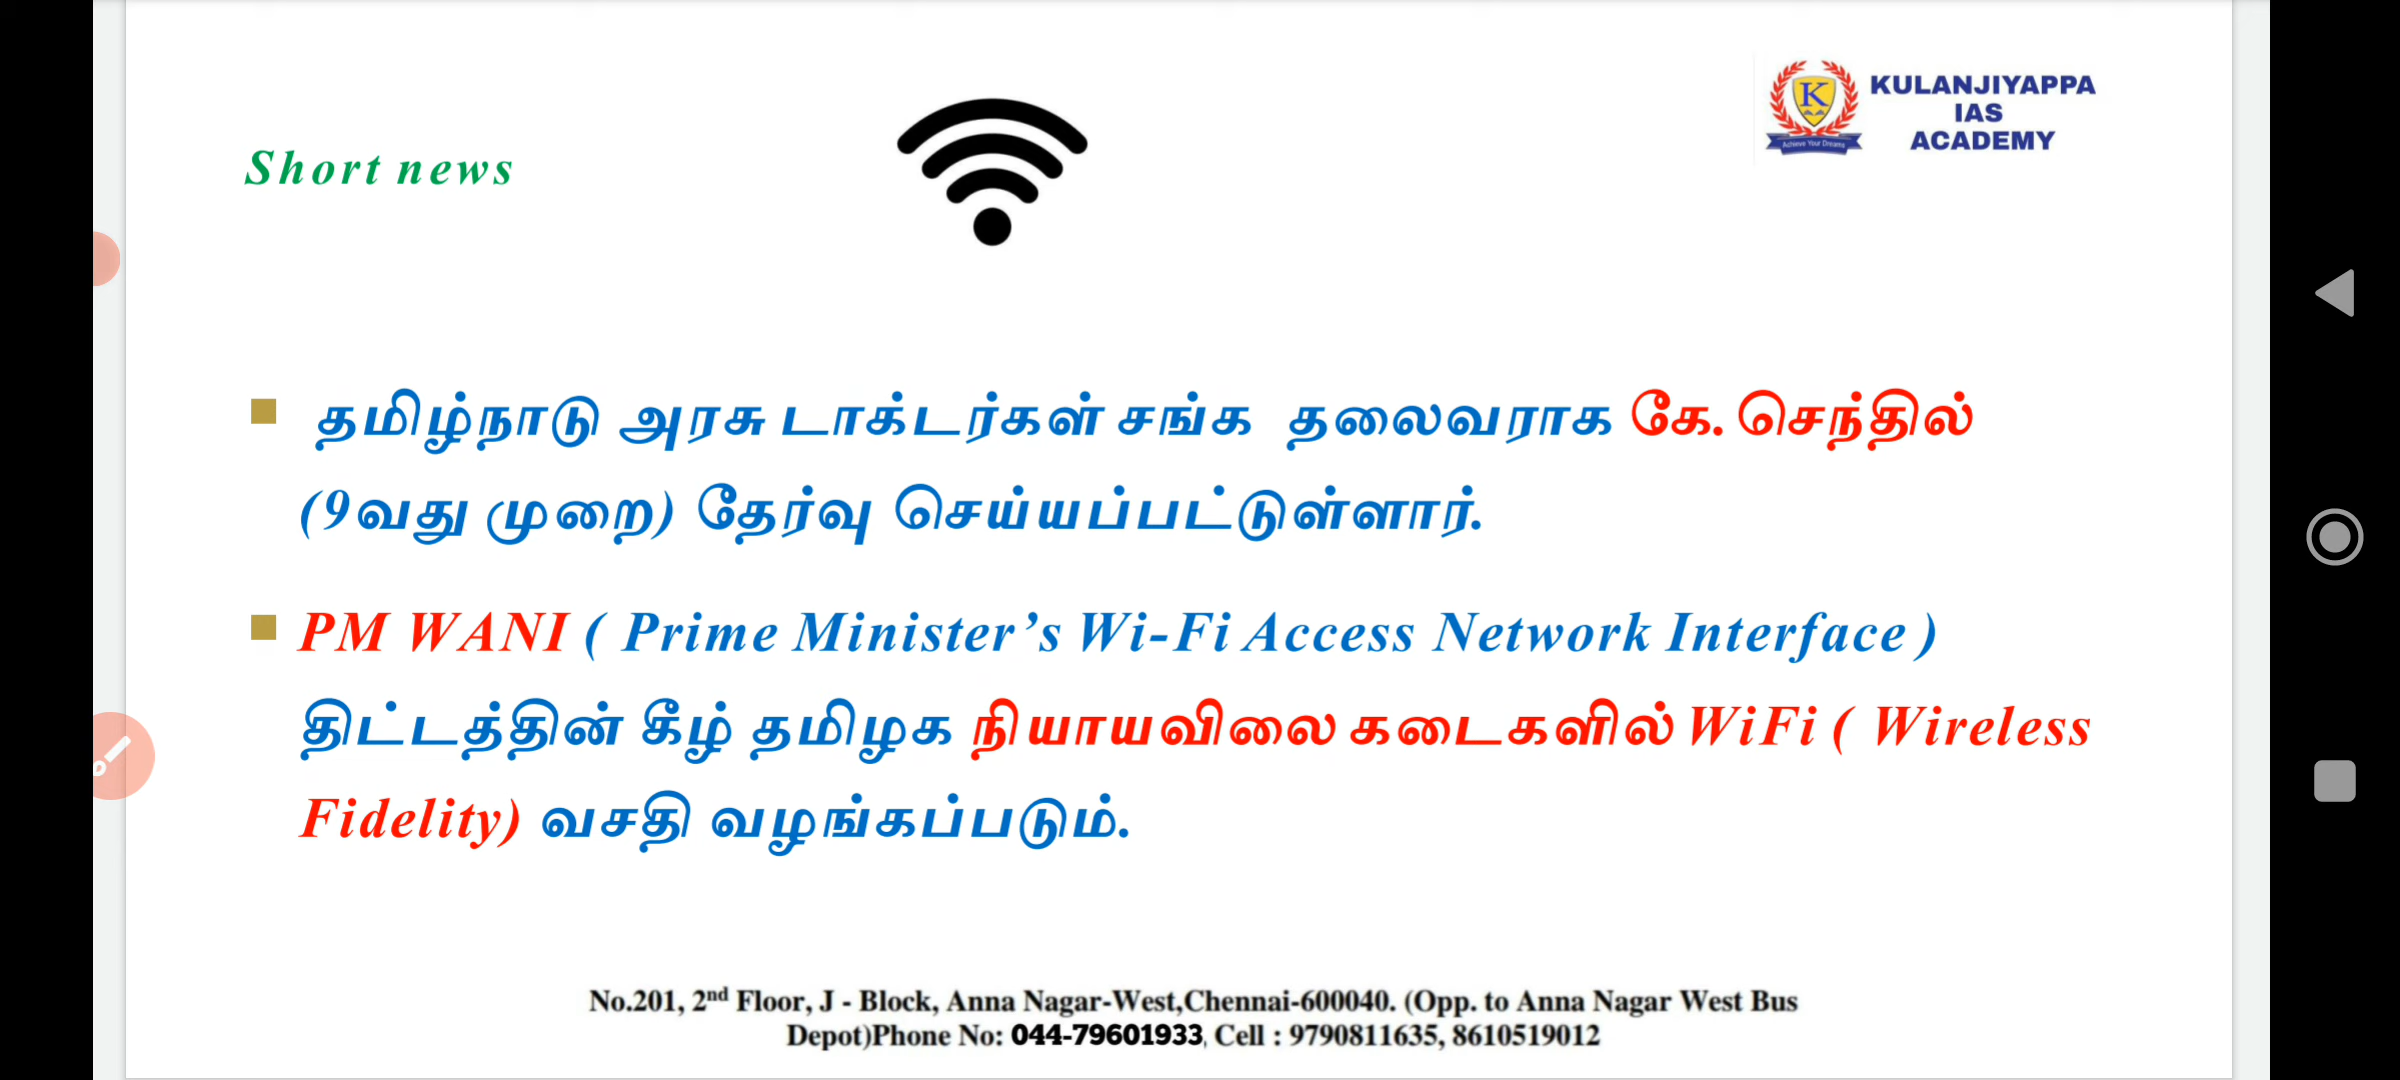 KULANJIYAPPA
IAS
ACADEMY
K
Achieve Your Dreams
Short news
தமிழ்நாடு அரசு டாக்டர்கள் சங்க தலைவராக கே. செந்தில்
(9வது முறை) தேர்வு செய்யப்பட்டுள்ளார்.
PM WANI ( Prime Minister’s Wi-Fi Access Network Interface )
திட்டத்தின் கீழ் தமிழக நியாயவிலை கடைகளில் WiFi ( Wireless
Fidelity) வசதி வழங்கப்படும்.
No.201, 2nd Floor, J - Block, Anna Nagar-West,Chennai-600040. (Opp. to Anna Nagar West Bus
Depot)Phone No: 044-79601933, Cell : 9790811635, 8610519012